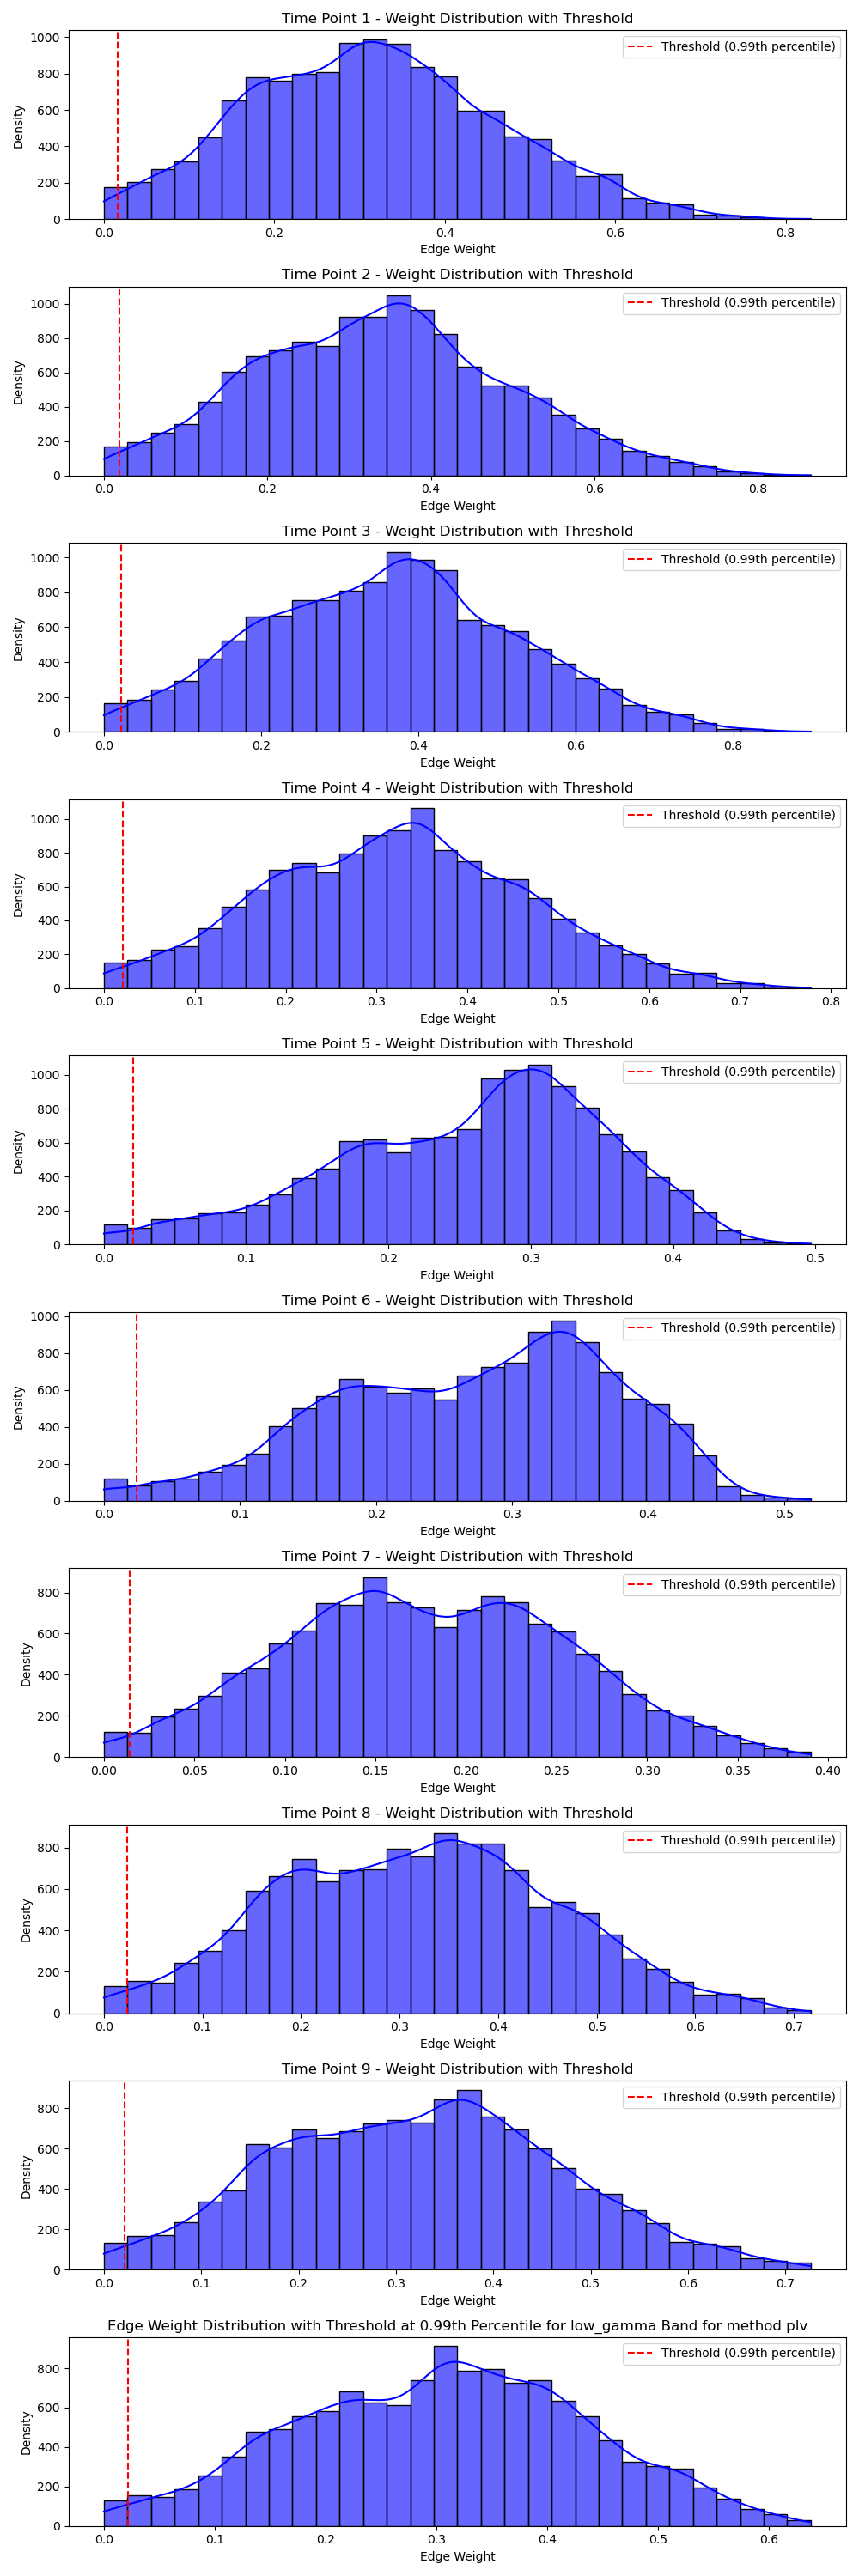 Time Point 1 - Weight Distribution with Threshold
1000
800
600
400
200
0
Density
Threshold (0.99th percentile)
0.0 0.2 0.4 0.6 0.8
Edge Weight
Time Point 2 - Weight Distribution with Threshold
1000
800
600
400
200
0
Density
Threshold (0.99th percentile)
0.0 0.2 0.4 0.6 0.8
Edge Weight
Time Point 3 - Weight Distribution with Threshold
1000
800
600
400
200
0
Density
Threshold (0.99th percentile)
0.0 0.2 0.4 0.6 0.8
Edge Weight
Time Point 4 - Weight Distribution with Threshold
1000
800
600
400
200
0
Density
Threshold (0.99th percentile)
0.0 0.1 0.2 0.3 0.4 0.5 0.6 0.7 0.8
Edge Weight
Time Point 5 - Weight Distribution with Threshold
1000
800
600
400
200
0
Density
Threshold (0.99th percentile)
0.0 0.1 0.2 0.3 0.4 0.5
Edge Weight
Time Point 6 - Weight Distribution with Threshold
1000
800
600
400
200
0
Density
Threshold (0.99th percentile)
0.0 0.1 0.2 0.3 0.4 0.5
Edge Weight
Time Point 7 - Weight Distribution with Threshold
800
600
400
200
0
Density
Threshold (0.99th percentile)
0.00 0.05 0.10 0.15 0.20 0.25 0.30 0.35 0.40
Edge Weight
Time Point 8 - Weight Distribution with Threshold
800
600
400
200
0
Density
Threshold (0.99th percentile)
0.0 0.1 0.2 0.3 0.4 0.5 0.6 0.7
Edge Weight
Time Point 9 - Weight Distribution with Threshold
800
600
400
200
0
Density
Threshold (0.99th percentile)
0.0 0.1 0.2 0.3 0.4 0.5 0.6 0.7
Edge Weight
Edge Weight Distribution with Threshold at 0.99th Percentile for low_gamma Band for method plv
800
600
400
200
0
Density
Threshold (0.99th percentile)
0.0 0.1 0.2 0.3 0.4 0.5 0.6
Edge Weight